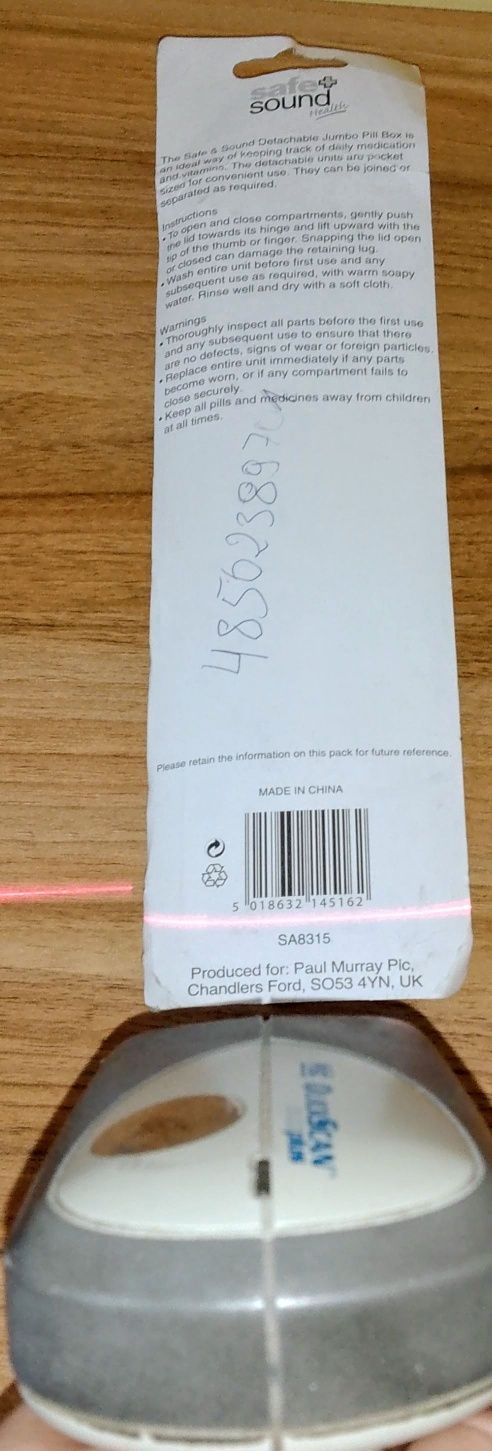 safe
sound
Health
The Safe & Sound Detachable Jumbo Pill Box is
an ideal way of keeping track of daily medication
and vitamins. The detachable units are pocket
sized for convenient use. They can be joined or
separated as required.
Instructions
• To open and close compartments, gently push
the lid towards its hinge and lift upward with the
tip of the thumb or finger. Snapping the lid open
or closed can damage the retaining lug.
• Wash entire unit before first use and any
subsequent use as required, with warm soapy
water. Rinse well and dry with a soft cloth.
Warnings
• Thoroughly inspect all parts before the first use
and any subsequent use to ensure that there
are no defects, signs of wear or foreign particles.
• Replace entire unit immediately if any parts
become worn, or if any compartment fails to
close securely.
• Keep all pills and medicines away from children
at all times.
Please retain the information on this pack for future reference.
MADE IN CHINA
5 018632 145162
SA8315
Produced for: Paul Murray Plc,
Chandlers Ford, SO53 4YN, UK
QUICKSCAN
plus